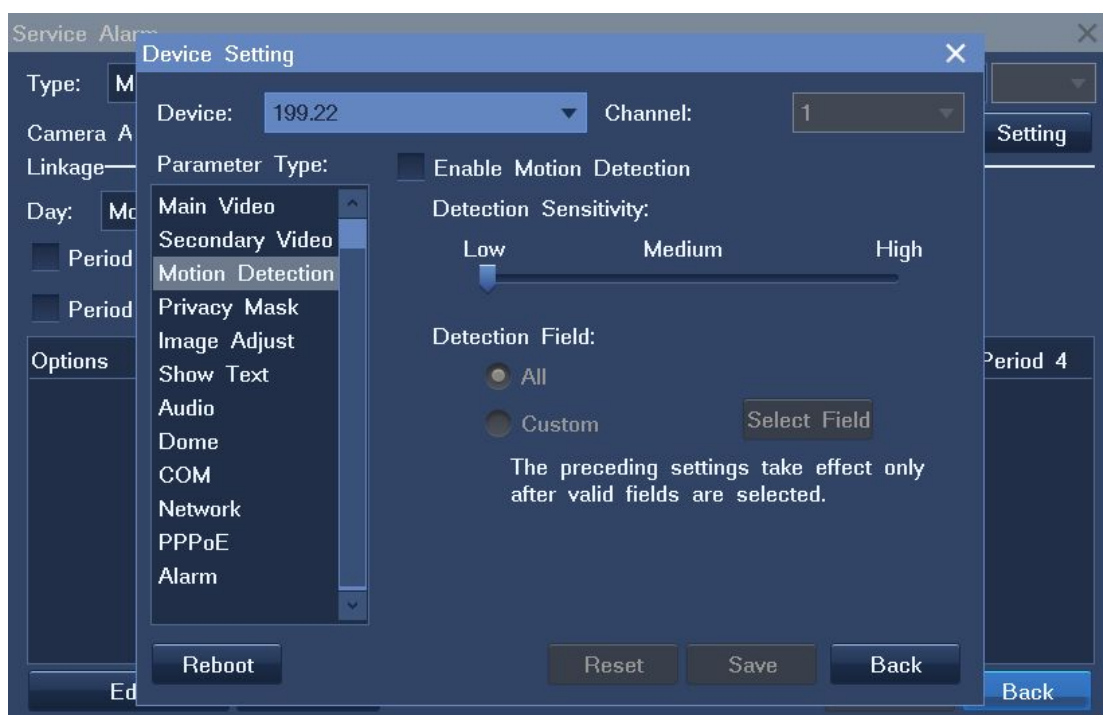 Service Alarm
Device Setting
Type: M
Device: 199.22 Channel: 1
Camera A
Setting
Linkage
Parameter Type:
Enable Motion Detection
Day: Mo
Main Video
Detection Sensitivity:
Secondary Video
Low Medium High
Period
Motion Detection
Period
Privacy Mask
Image Adjust
Detection Field:
Options
Period 4
Show Text
All
Audio
Custom Select Field
Dome
COM
The preceding settings take effect only
after valid fields are selected.
Network
PPPoE
Alarm
Reboot Reset Save Back
Ed
Back